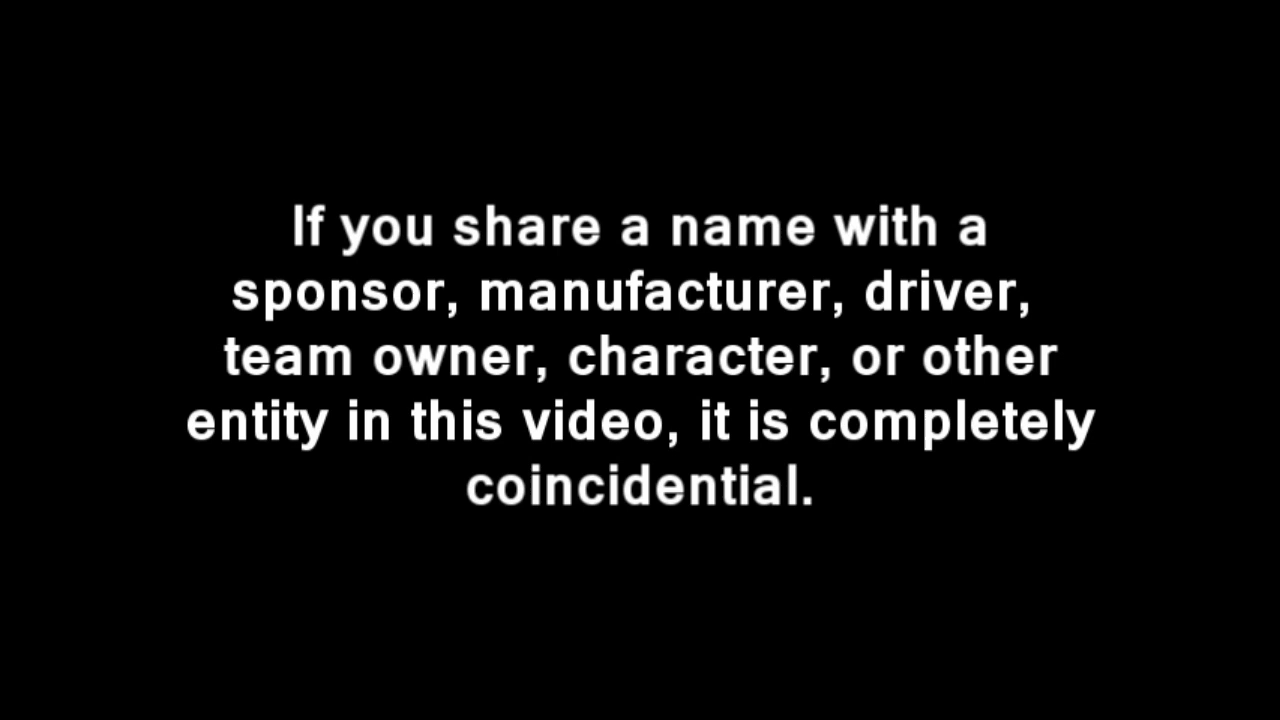 If you share a name with a
sponsor, manufacturer, driver,
team owner, character, or other
entity in this video, it is completely
coincidential.